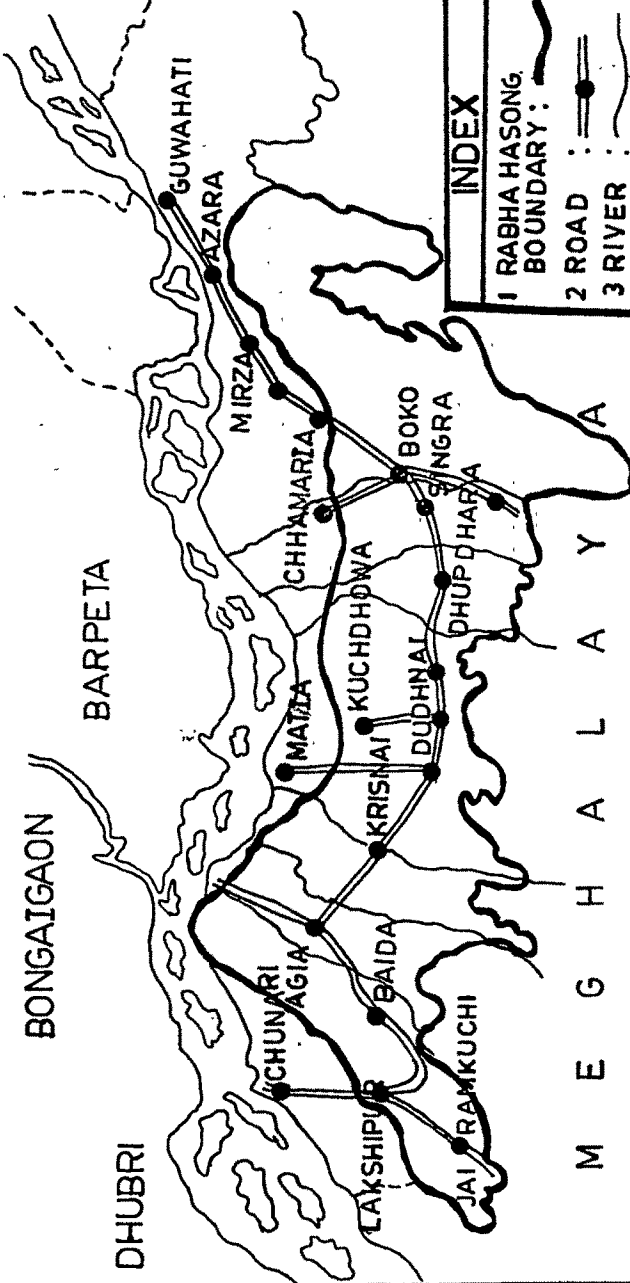 DHUBRI
BONGAIGAON
BARPETA
GUWAHATI
AZARA
MIRZA
CHHAMARIA
BOKO
SINGRA
DHUPDHARA
KUCHDHOWA
MATIA
DUDHNAI
KRISNAI
AGIA
BAIDA
CHUNARI
LAKSHIPUR
JAI RAMKUCHI
MEGHALAYA
INDEX
1 RABHA HASONG
BOUNDARY :
2 ROAD :
3 RIVER :